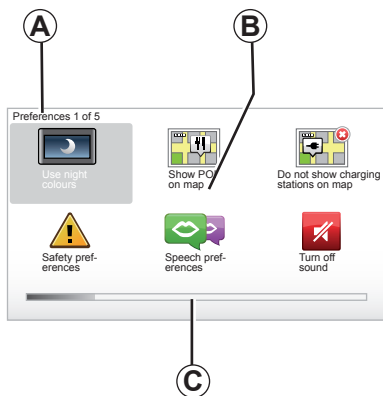 A
B
Preferences 1 of 5
Use night
colours
Show PO
on map
Do not show charging
stations on map
Safety pref-
erences
Speech pref-
erences
Turn off
sound
C